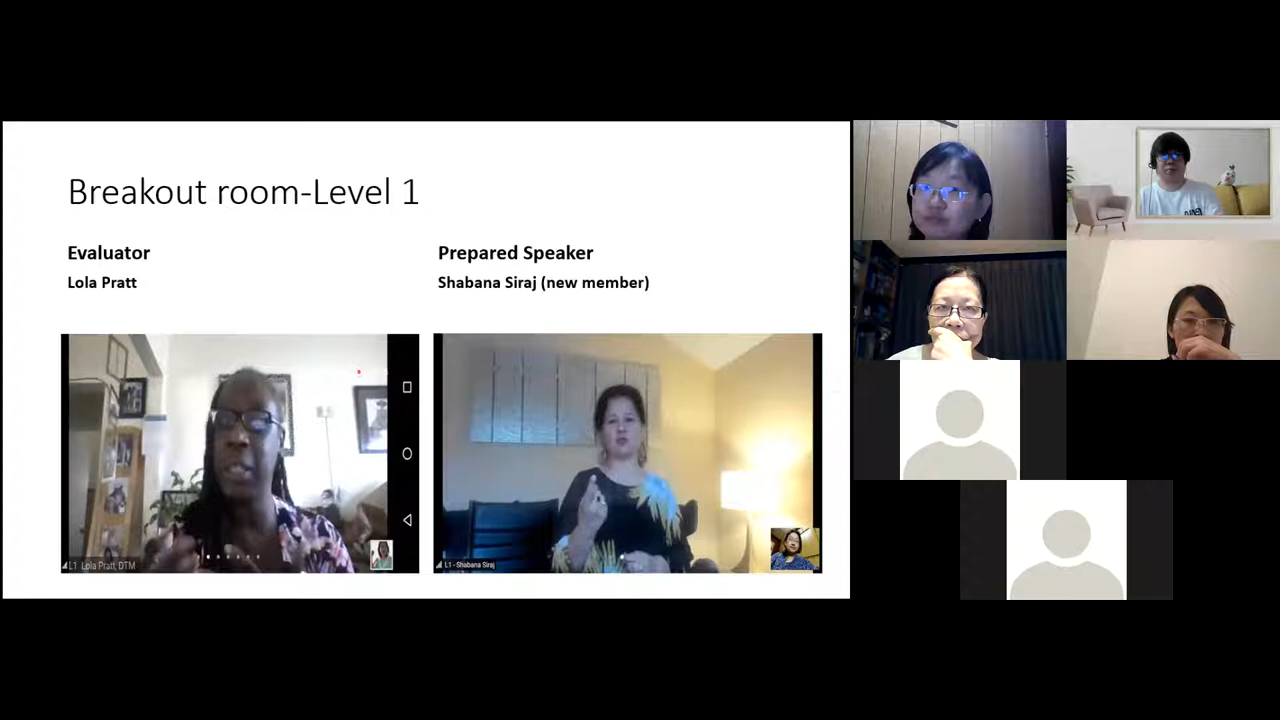 Breakout room-Level 1
Evaluator
Prepared Speaker
Lola Pratt
Shabana Siraj (new member)
L1 Lola Pratt, DTM
L1 - Shabana Siraj